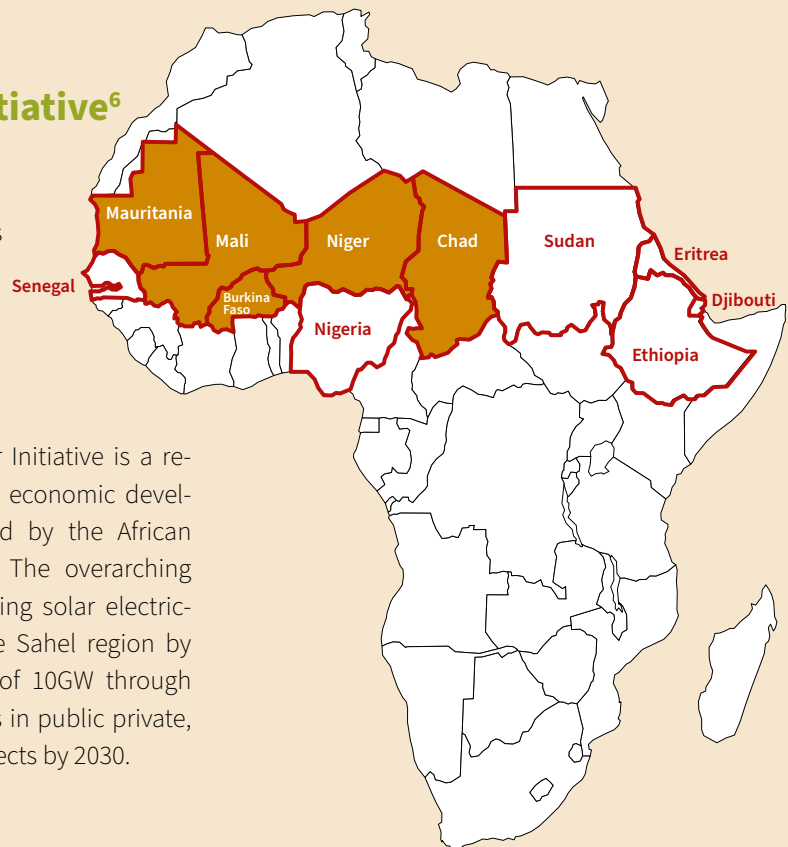 tiative⁶
s
r Initiative is a re-
economic devel-
d by the African
The overarching
ing solar electric-
e Sahel region by
of 10GW through
s in public private,
ects by 2030.
Mauritania
Mali
Niger
Chad
Sudan
Eritrea
Djibouti
Senegal
Burkina
Faso
Nigeria
Ethiopia